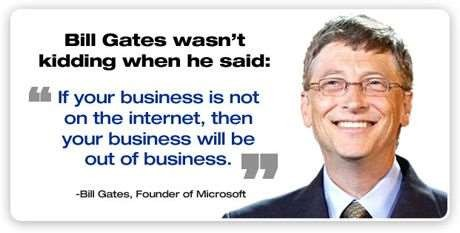 Bill Gates wasn't
kidding when he said:
❝ If your business is not
on the internet, then
your business will be
out of business. ❞
-Bill Gates, Founder of Microsoft